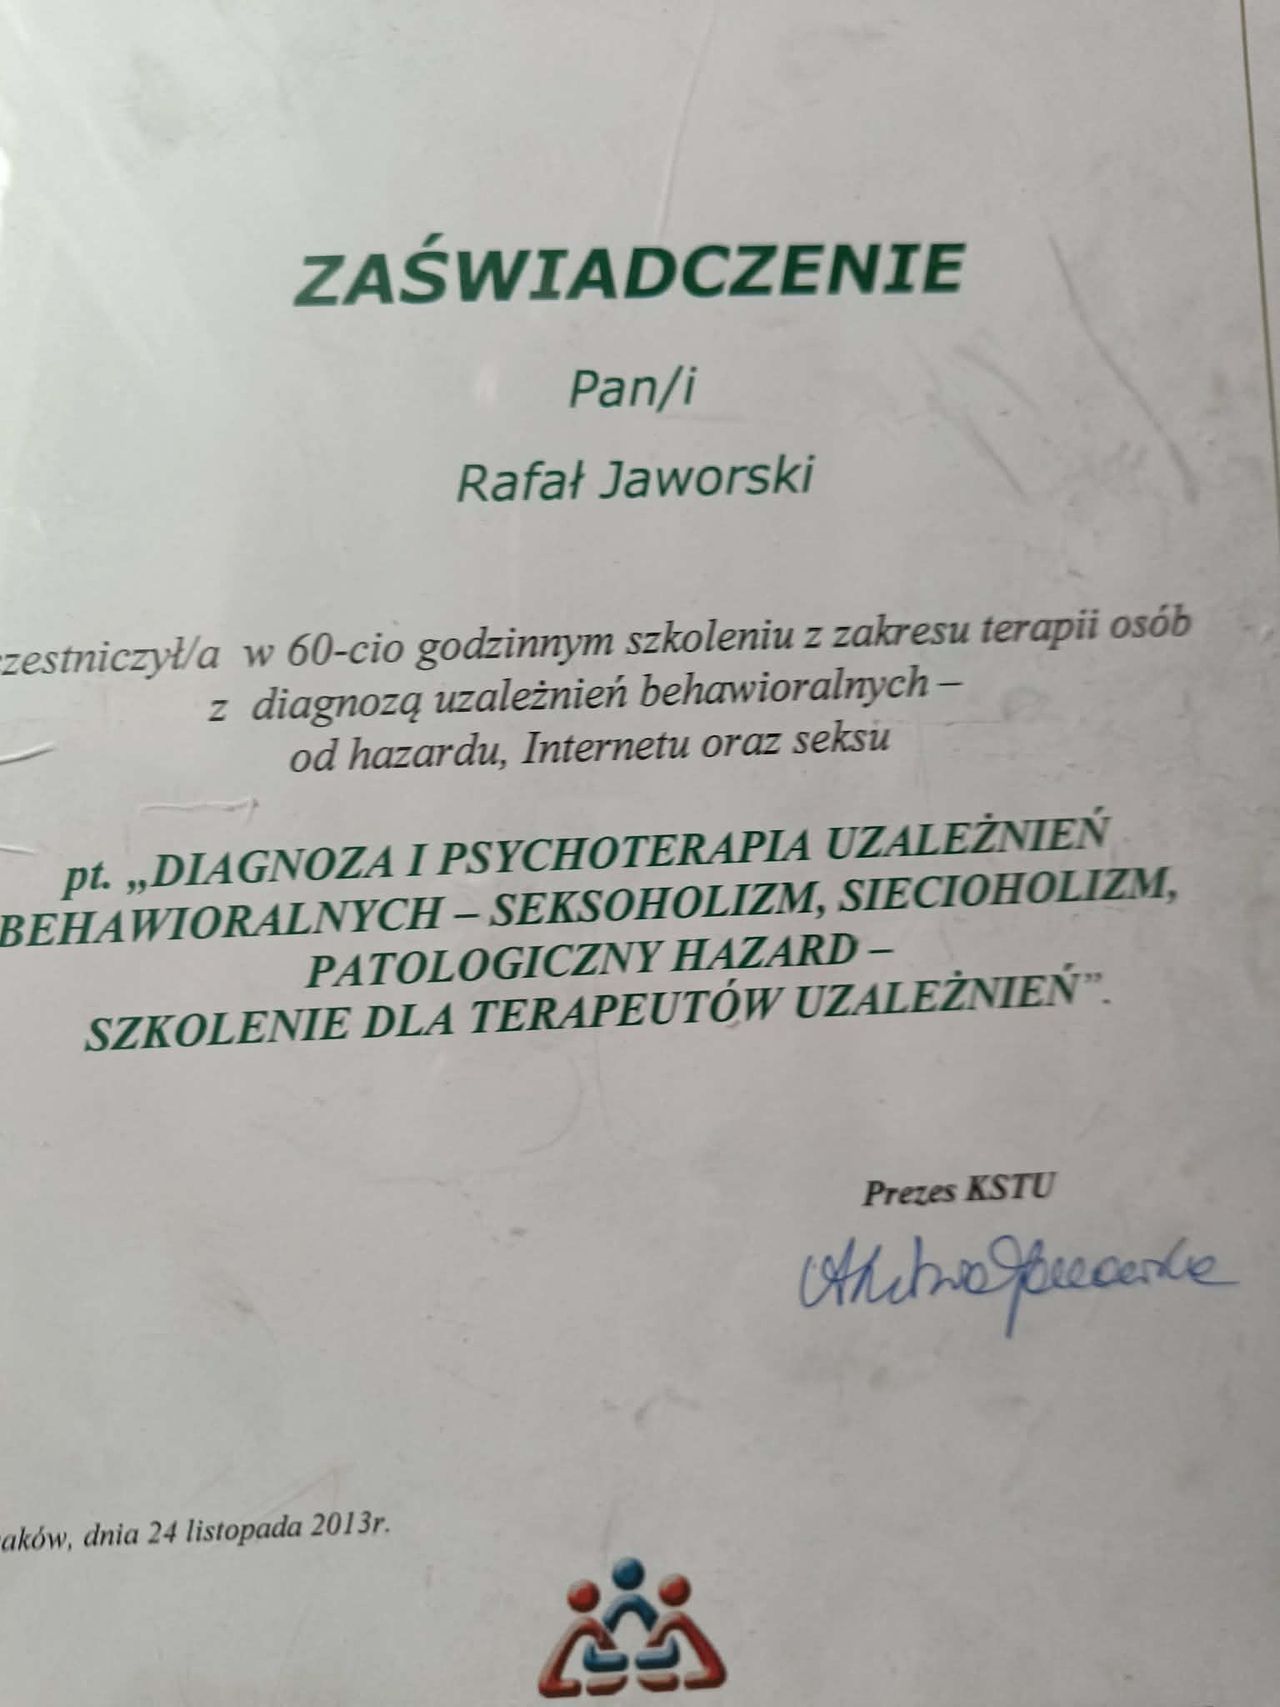 ZAŚWIADCZENIE
Pan/i
Rafał Jaworski
zestniczył/a w 60-cio godzinnym szkoleniu z zakresu terapii osób
z diagnozą uzależnień behawioralnych –
od hazardu, Internetu oraz seksu
pt. „DIAGNOZA I PSYCHOTERAPIA UZALEŻNIEŃ
BEHAWIORALNYCH – SEKSOHOLIZM, SIECIOHOLIZM,
PATOLOGICZNY HAZARD –
SZKOLENIE DLA TERAPEUTÓW UZALEŻNIEŃ”.
Prezes KSTU
aków, dnia 24 listopada 2013r.